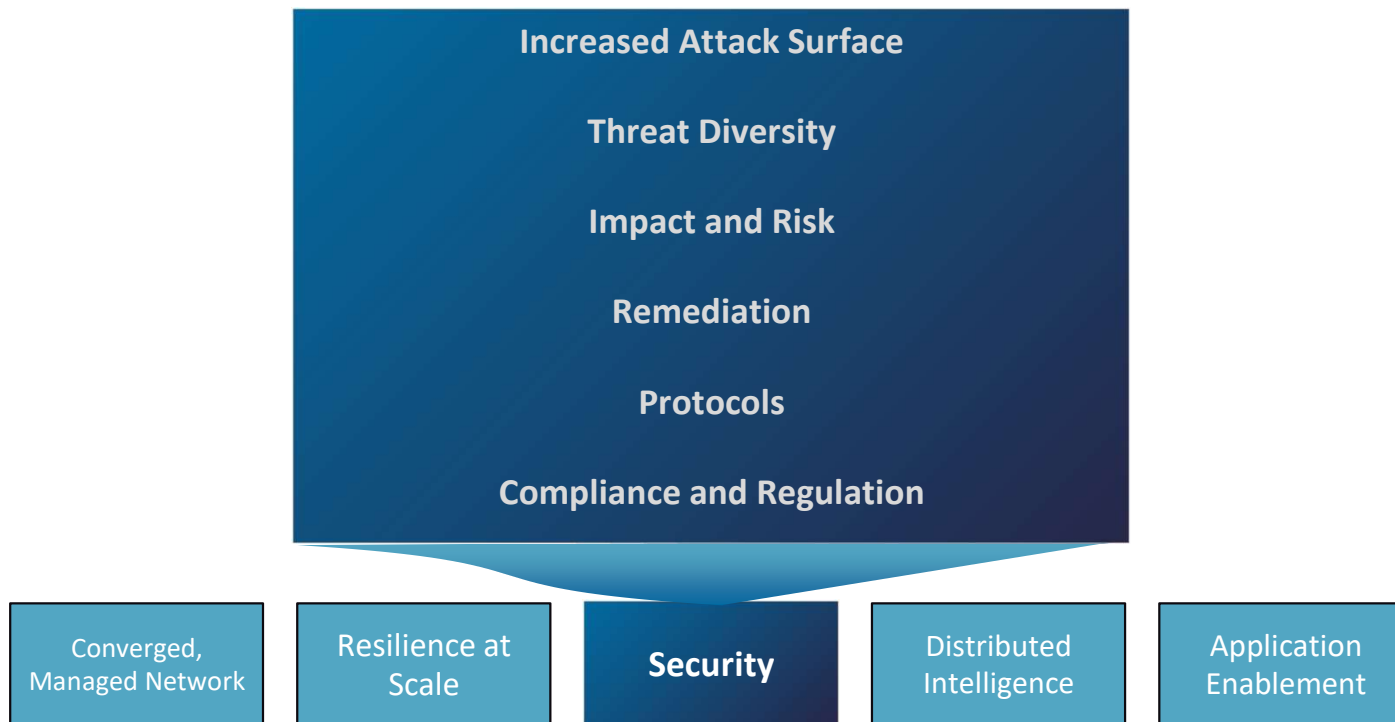 Increased Attack Surface
Threat Diversity
Impact and Risk
Remediation
Protocols
Compliance and Regulation
Converged,
Managed Network
Resilience at
Scale
Security
Distributed
Intelligence
Application
Enablement